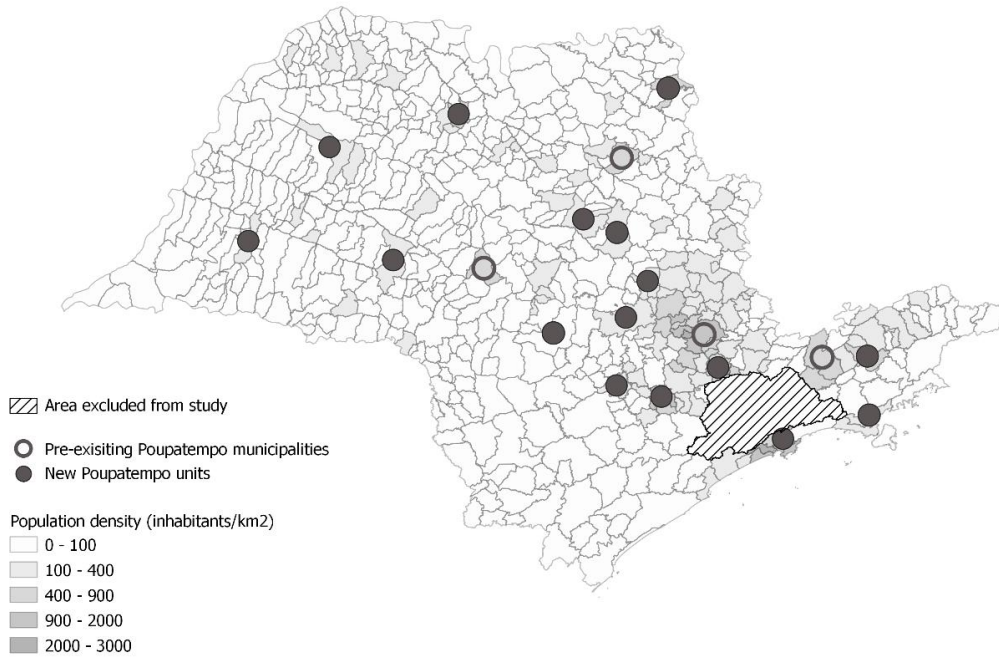 Area excluded from study
Pre-exisiting Poupatempo municipalities
New Poupatempo units
Population density (inhabitants/km2)
0 - 100
100 - 400
400 - 900
900 - 2000
2000 - 3000